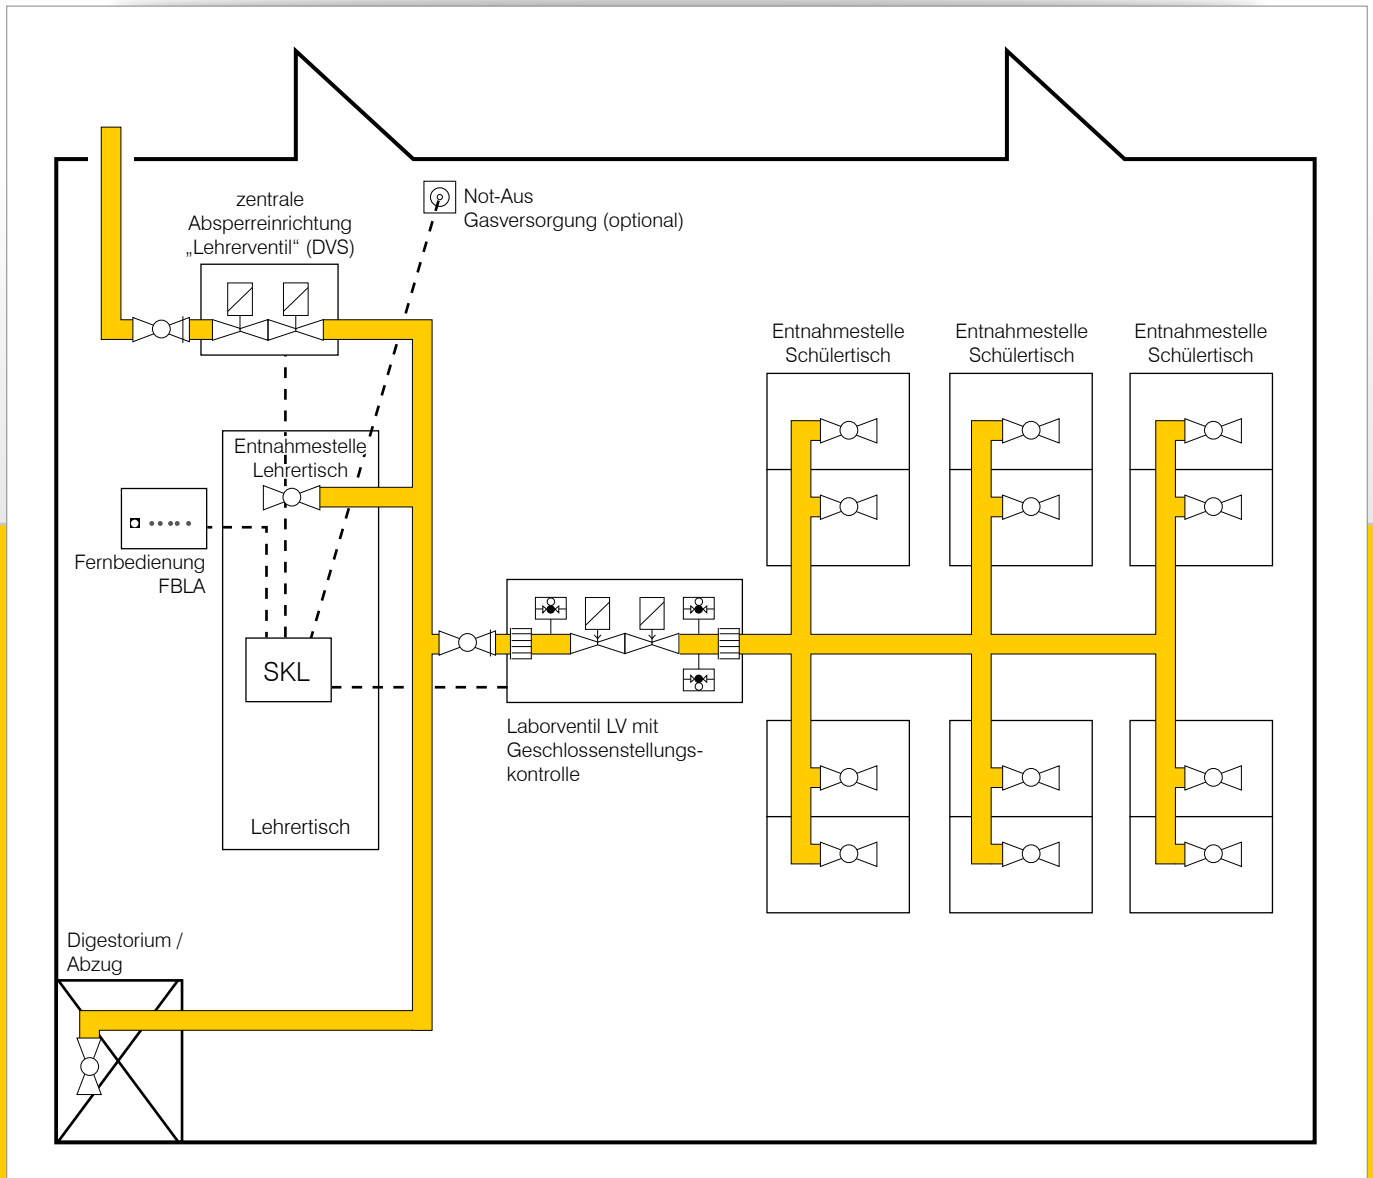 zentrale
Absperreinrichtung
„Lehrerventil“ (DVS)
Not-Aus
Gasversorgung (optional)
Entnahmestelle
Schülertisch
Entnahmestelle
Schülertisch
Entnahmestelle
Schülertisch
Entnahmestelle
Lehrertisch
Fernbedienung
FBLA
SKL
Laborventil LV mit
Geschlossenstellungs-
kontrolle
Lehrertisch
Digestorium /
Abzug